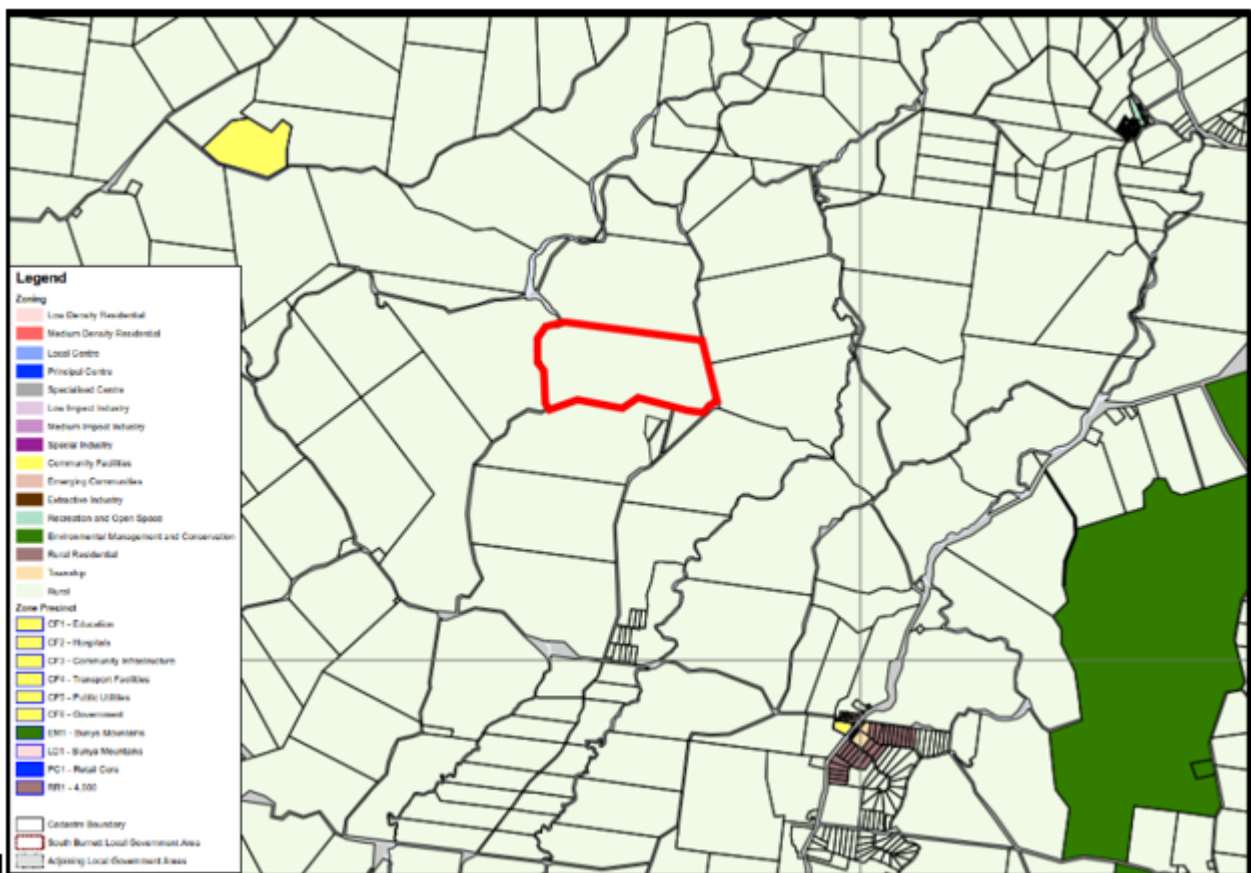 Legend
Zoning
Low Density Residential
Medium Density Residential
Local Centre
Principal Centre
Specialised Centre
Low Impact Industry
Medium Impact Industry
Special Industry
Community Facilities
Emerging Communities
Extractive Industry
Recreation and Open Space
Environmental Management and Conservation
Rural Residential
Township
Rural
Zone Precinct
CF1 - Education
CF2 - Hospitals
CF3 - Community Infrastructure
CF4 - Transport Facilities
CF5 - Public Utilities
CF6 - Government
EM1 - Bunya Mountains
LD1 - Bunya Mountains
PC1 - Retail Core
RR1 - 4,000
Cadastre Boundary
South Burnett Local Government Area
Adjoining Local Government Areas